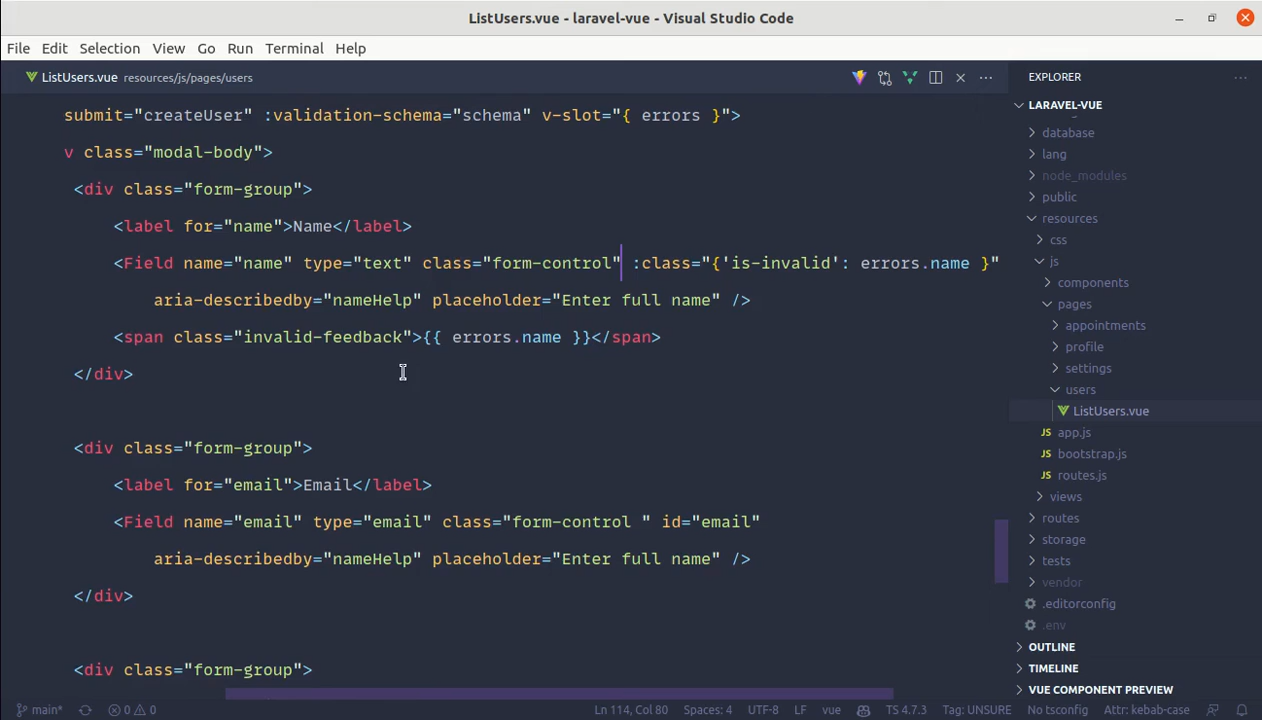 ListUsers.vue - laravel-vue - Visual Studio Code
File Edit Selection View Go Run Terminal Help
ListUsers.vue resources/js/pages/users
submit="createUser" :validation-schema="schema" v-slot="{ errors }">
v class="modal-body">
<div class="form-group">
<label for="name">Name</label>
<Field name="name" type="text" class="form-control" :class="{'is-invalid': errors.name }"
aria-describedby="nameHelp" placeholder="Enter full name" />
<span class="invalid-feedback">{{ errors.name }}</span>
</div>
<div class="form-group">
<label for="email">Email</label>
<Field name="email" type="email" class="form-control " id="email"
aria-describedby="nameHelp" placeholder="Enter full name" />
</div>
<div class="form-group">
EXPLORER
LARAVEL-VUE
database
lang
node_modules
public
resources
css
js
components
pages
appointments
profile
settings
users
ListUsers.vue
JS app.js
JS bootstrap.js
JS routes.js
views
routes
storage
tests
vendor
.editorconfig
.env
OUTLINE
TIMELINE
VUE COMPONENT PREVIEW
main* 0 0 Ln 114, Col 80 Spaces: 4 UTF-8 LF vue TS 4.7.3 Tag: UNSURE No tsconfig Attr: kebab-case